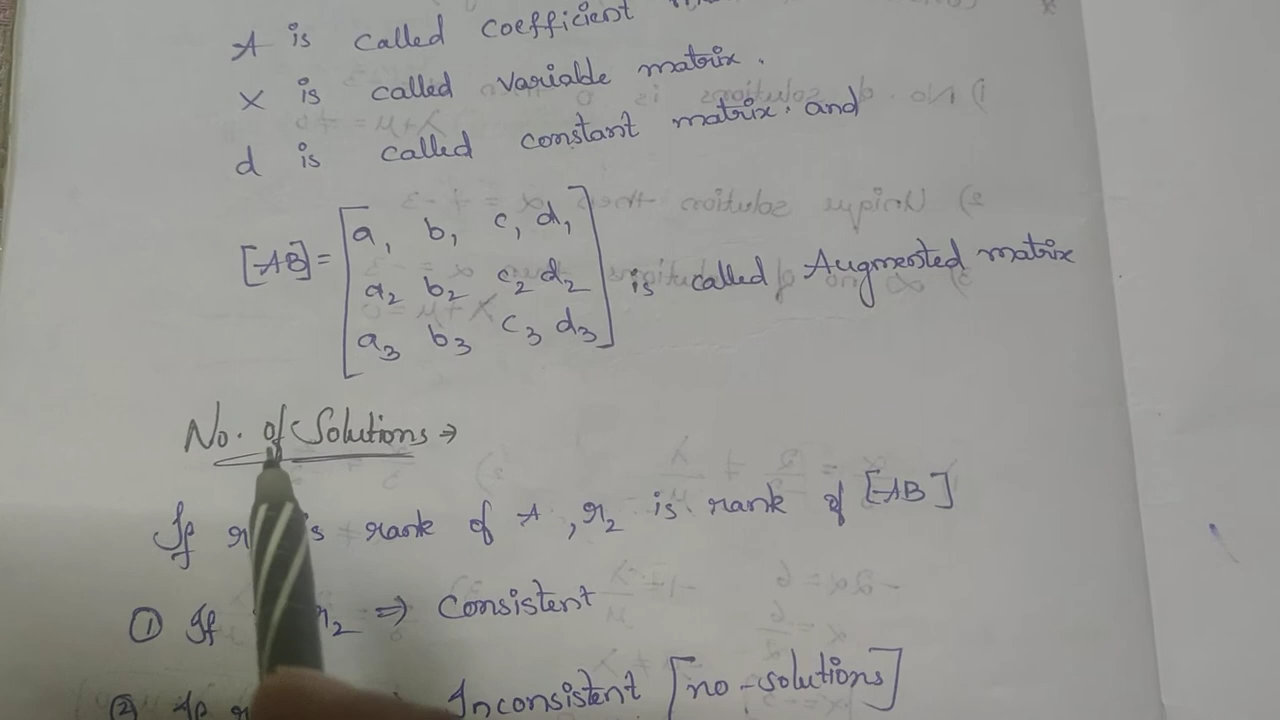 A is called coefficient
X is called variable matrix.
d is called constant matrix. and
[AB] = [a₁ b₁ c₁ d₁
a₂ b₂ c₂ d₂
a₃ b₃ c₃ d₃] is called Augmented matrix
No. of Solutions →
If is rank of A, r₂ is rank of [AB]
① If r₂ ⇒ Consistent
② If Inconsistent [no-solutions]